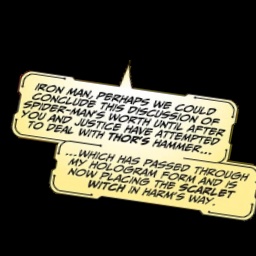 IRON MAN, PERHAPS WE COULD
CONCLUDE THIS DISCUSSION OF
SPIDER-MAN'S WORTH UNTIL AFTER
YOU AND JUSTICE HAVE ATTEMPTED
TO DEAL WITH THOR'S HAMMER...
...WHICH HAS PASSED THROUGH
MY HOLOGRAM FORM AND IS
NOW PLACING THE SCARLET
WITCH IN HARM'S WAY.